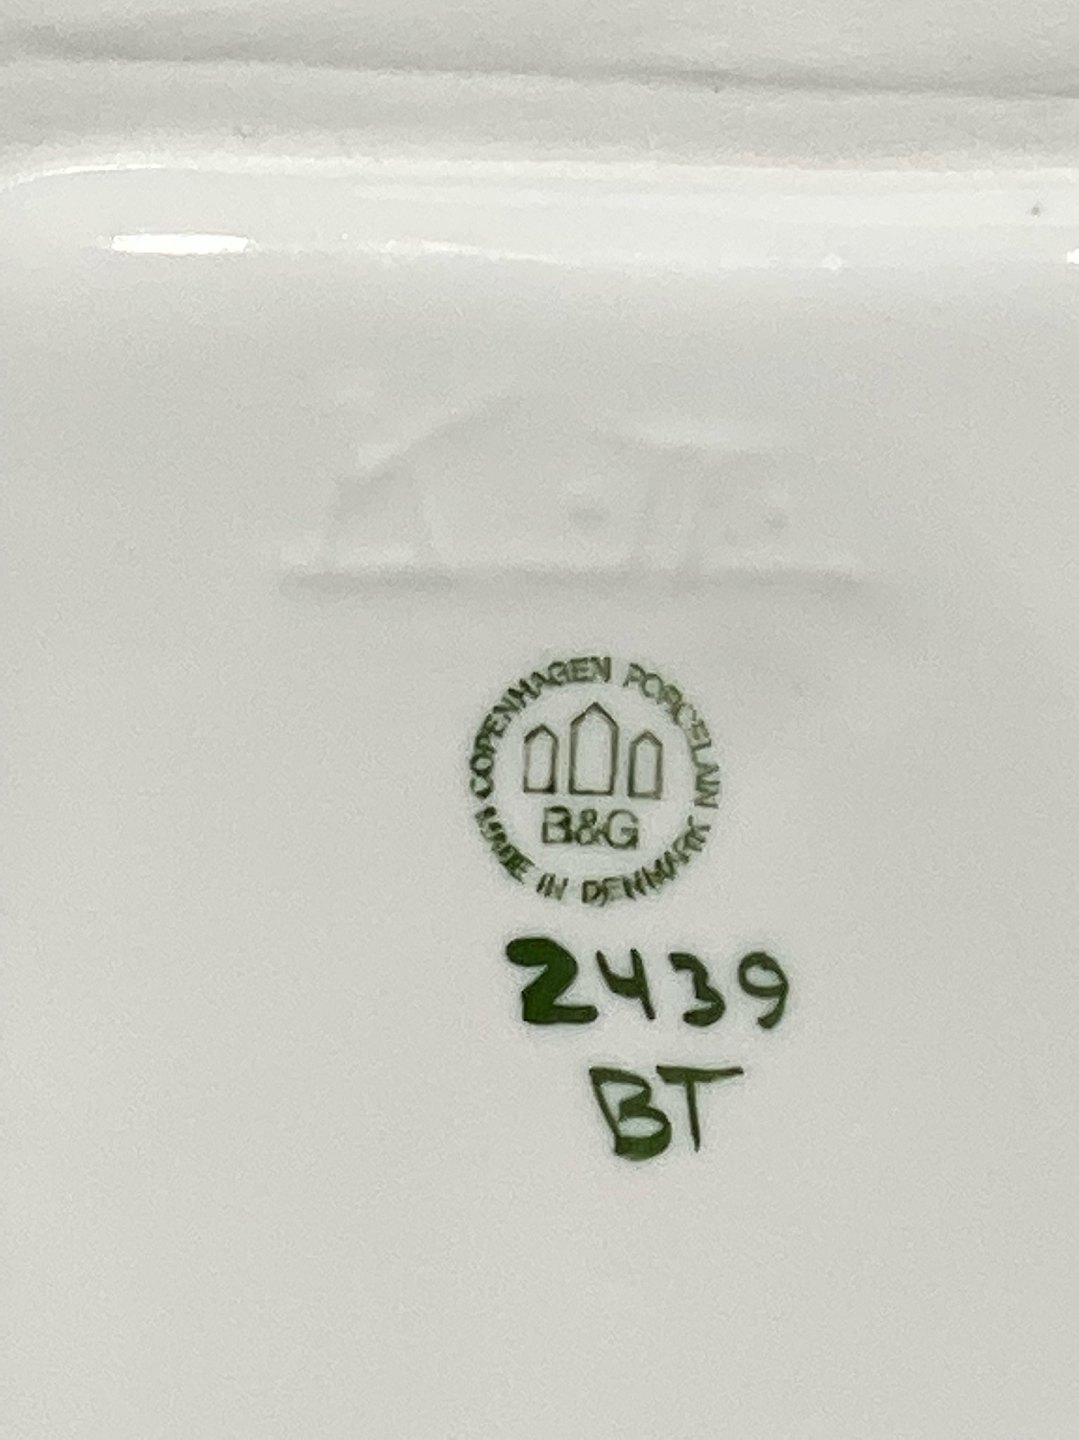 COPENHAGEN PORCELAIN
B&G
MADE IN DENMARK
2439
BT